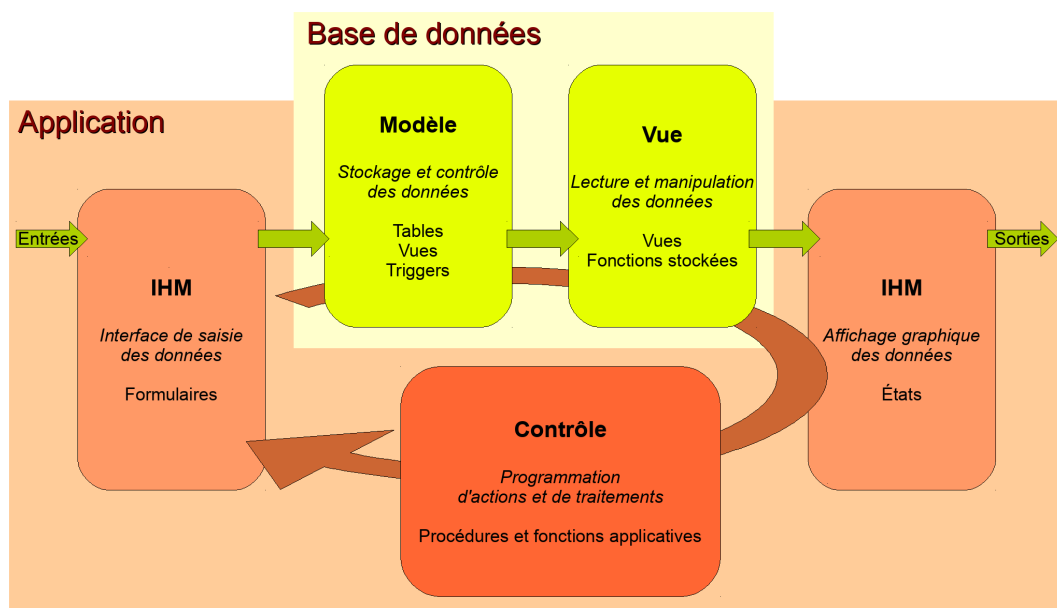 Base de données
Application
Entrées
IHM
Interface de saisie
des données
Formulaires
Modèle
Stockage et contrôle
des données
Tables
Vues
Triggers
Vue
Lecture et manipulation
des données
Vues
Fonctions stockées
IHM
Affichage graphique
des données
États
Sorties
Contrôle
Programmation
d'actions et de traitements
Procédures et fonctions applicatives